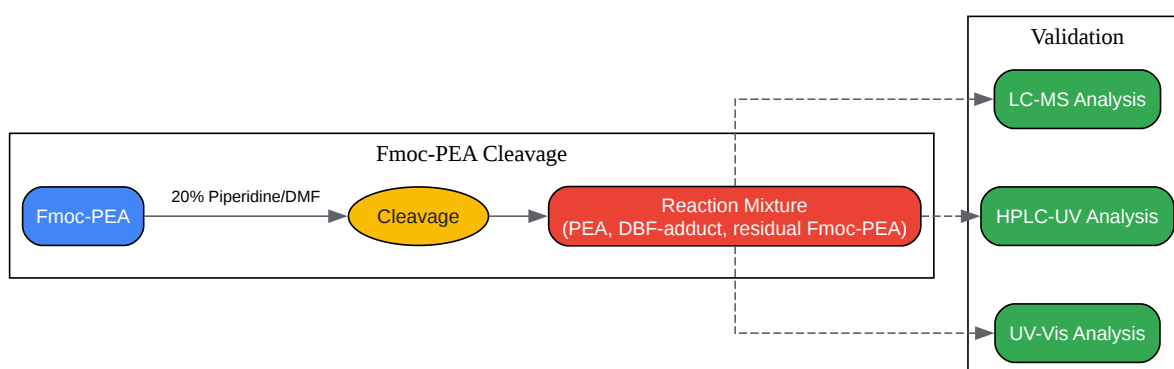 Validation
LC-MS Analysis
Fmoc-PEA Cleavage
Fmoc-PEA
20% Piperidine/DMF
Cleavage
Reaction Mixture
(PEA, DBF-adduct, residual Fmoc-PEA)
HPLC-UV Analysis
UV-Vis Analysis